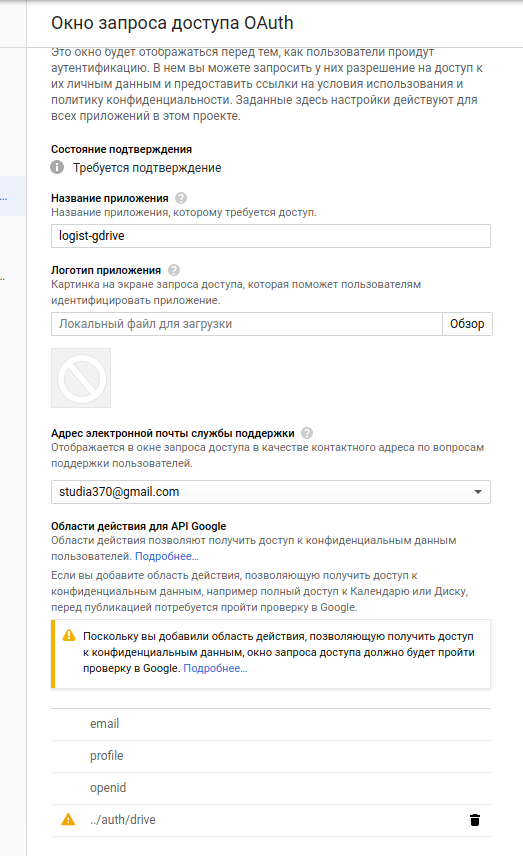 Окно запроса доступа OAuth
Это окно будет отображаться перед тем, как пользователи пройдут
аутентификацию. В нем вы можете запросить у них разрешение на доступ к
их личным данным и предоставить ссылки на условия использования и
политику конфиденциальности. Заданные здесь настройки действуют для
всех приложений в этом проекте.
Состояние подтверждения
Требуется подтверждение
Название приложения
Название приложения, которому требуется доступ.
logist-gdrive
Логотип приложения
Картинка на экране запроса доступа, которая поможет пользователям
идентифицировать приложение.
Локальный файл для загрузки Обзор
Адрес электронной почты службы поддержки
Отображается в окне запроса доступа в качестве контактного адреса по вопросам
поддержки пользователей.
studia370@gmail.com
Области действия для API Google
Области действия позволяют получить доступ к конфиденциальным данным
пользователей. Подробнее…
Если вы добавите область действия, позволяющую получить доступ к
конфиденциальным данным, например полный доступ к Календарю или Диску,
перед публикацией потребуется пройти проверку в Google.
Поскольку вы добавили область действия, позволяющую получить доступ
к конфиденциальным данным, окно запроса доступа должно будет пройти
проверку в Google. Подробнее…
email
profile
openid
../auth/drive